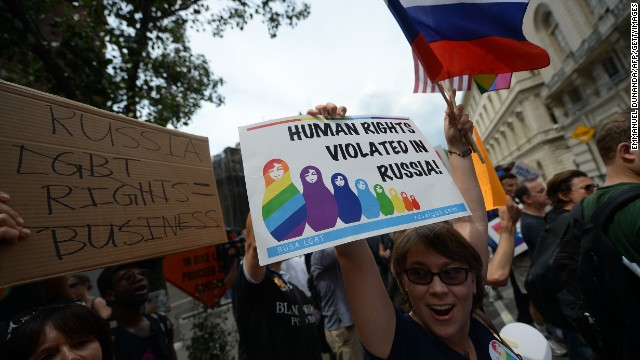 RUSSIA
LGBT
RIGHTS =
BUSINESS
HUMAN RIGHTS
VIOLATED IN
RUSSIA!
RUSA LGBT
EMMANUEL DUNAND/AFP/GETTY IMAGES